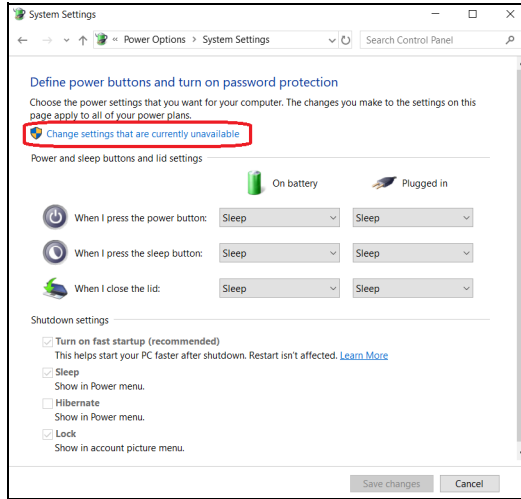 System Settings
« Power Options > System Settings
Search Control Panel
Define power buttons and turn on password protection
Choose the power settings that you want for your computer. The changes you make to the settings on this
page apply to all of your power plans.
Change settings that are currently unavailable
Power and sleep buttons and lid settings
On battery Plugged in
When I press the power button: Sleep Sleep
When I press the sleep button: Sleep Sleep
When I close the lid: Sleep Sleep
Shutdown settings
Turn on fast startup (recommended)
This helps start your PC faster after shutdown. Restart isn't affected. Learn More
Sleep
Show in Power menu.
Hibernate
Show in Power menu.
Lock
Show in account picture menu.
Save changes Cancel